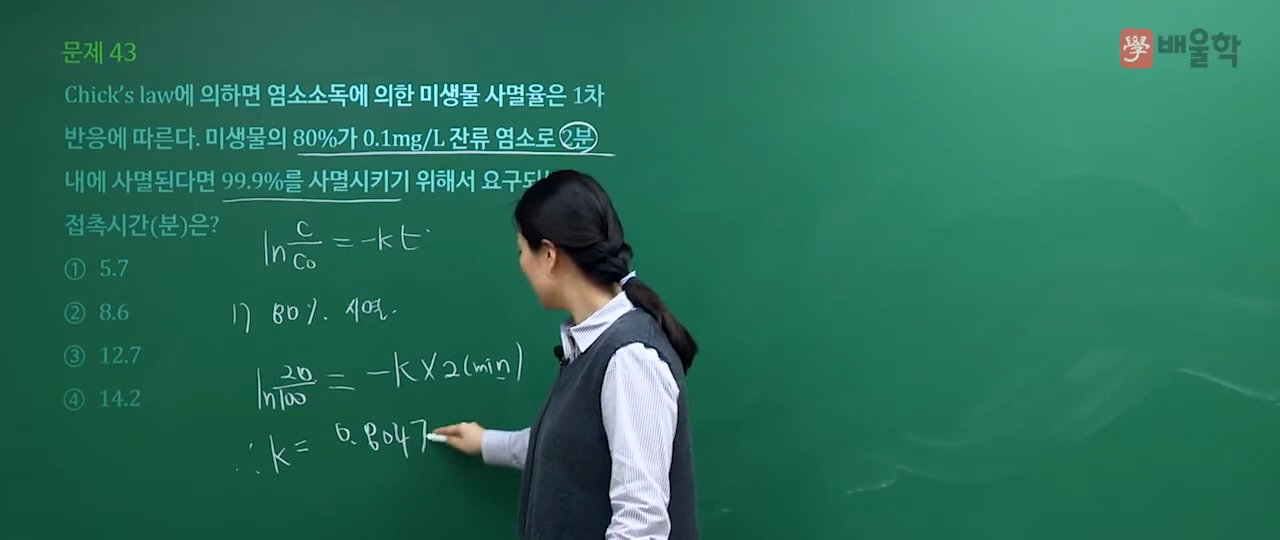 문제 43
學 배울학
Chick's law에 의하면 염소소독에 의한 미생물 사멸율은 1차
반응에 따른다. 미생물의 80%가 0.1mg/L 잔류 염소로 2분
내에 사멸된다면 99.9%를 사멸시키기 위해서 요구되
접촉시간(분)은?
① 5.7
② 8.6
③ 12.7
④ 14.2
ln C/Co = -kt
1) 80% 사멸.
ln 20/100 = -k×2(min)
∴ k = 0.8047